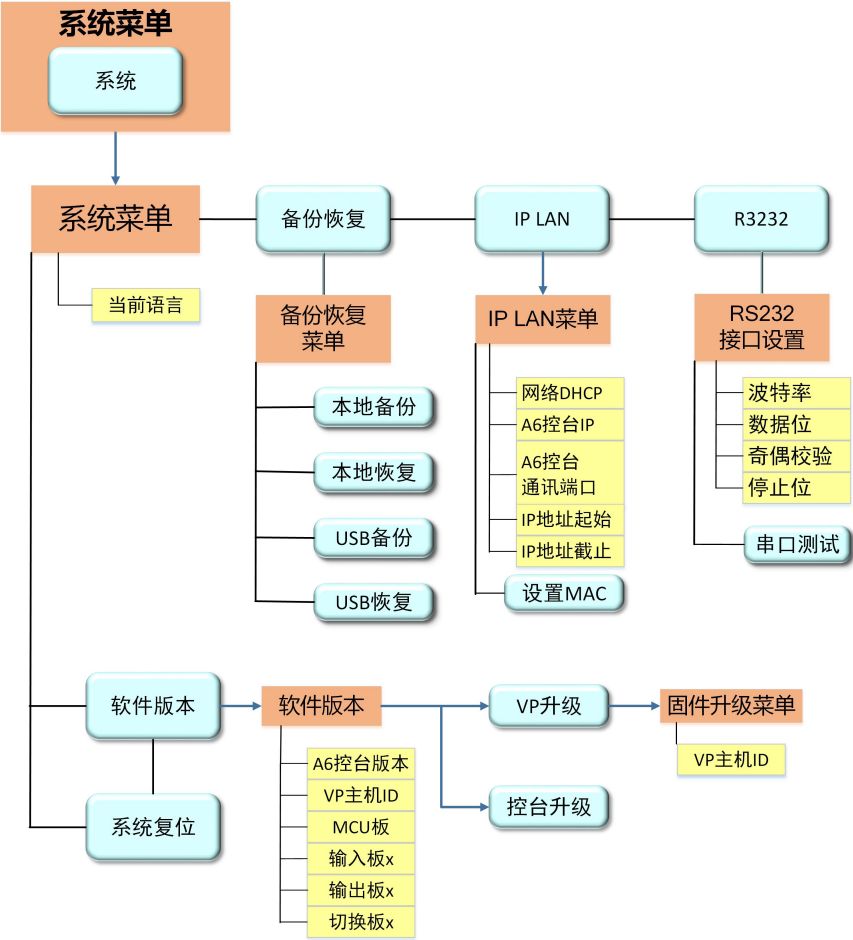 系统菜单
系统
系统菜单
备份恢复
IP LAN
R3232
当前语言
备份恢复
菜单
本地备份
本地恢复
USB备份
USB恢复
IP LAN菜单
网络DHCP
A6控台IP
A6控台
通讯端口
IP地址起始
IP地址截止
设置MAC
RS232
接口设置
波特率
数据位
奇偶校验
停止位
串口测试
软件版本
系统复位
软件版本
A6控台版本
VP主机ID
MCU板
输入板x
输出板x
切换板x
VP升级
控台升级
固件升级菜单
VP主机ID